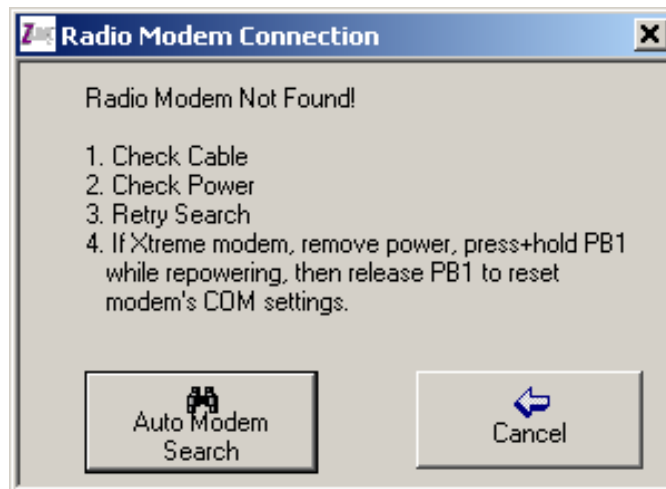 Radio Modem Connection
Radio Modem Not Found!
1. Check Cable
2. Check Power
3. Retry Search
4. If Xtreme modem, remove power, press+hold PB1
while repowering, then release PB1 to reset
modem's COM settings.
Auto Modem
Search
Cancel